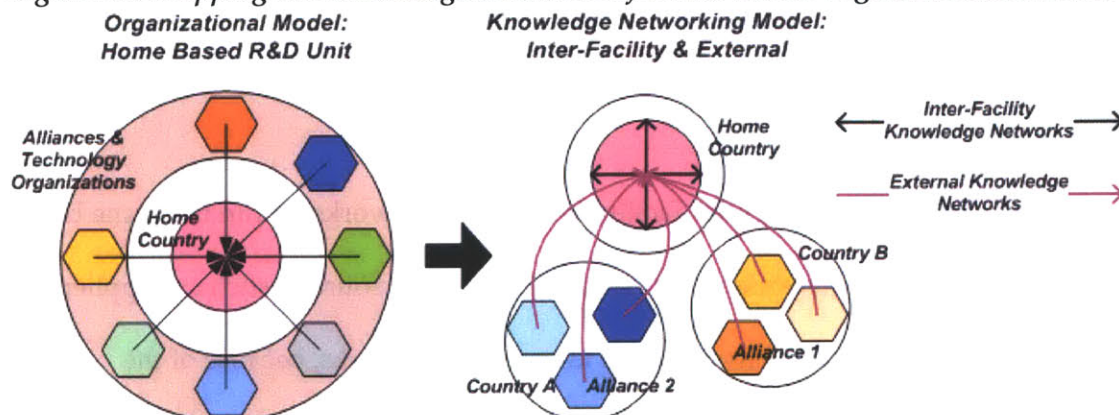 Organizational Model:
Home Based R&D Unit
Knowledge Networking Model:
Inter-Facility & External
Alliances &
Technology
Organizations
Home
Country
Home
Country
Inter-Facility
Knowledge Networks
External Knowledge
Networks
Country B
Alliance 1
Country A
Alliance 2